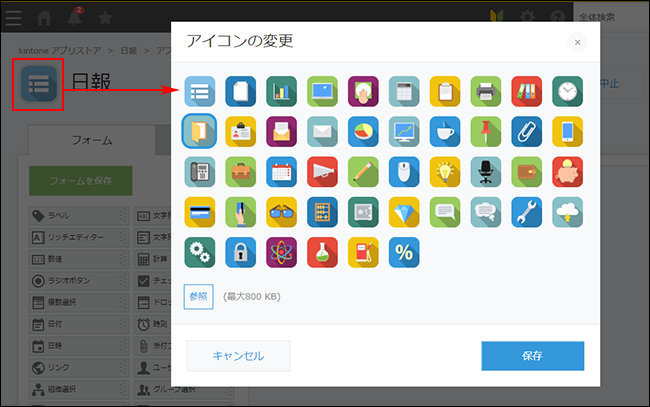 2
全体検索
kintone アプリストア > 日報 > ア
日報
中止
フォーム
フォームを保存
ラベル
リッチエディター
数値
ラジオボタン
複数選択
日付
日時
リンク
組織選択
文字列
文字列
計算
チェッ
ドロッ
時刻
添付フ
ユーザ
グループ選択
アイコンの変更
×
%
参照
(最大800 KB)
キャンセル
保存